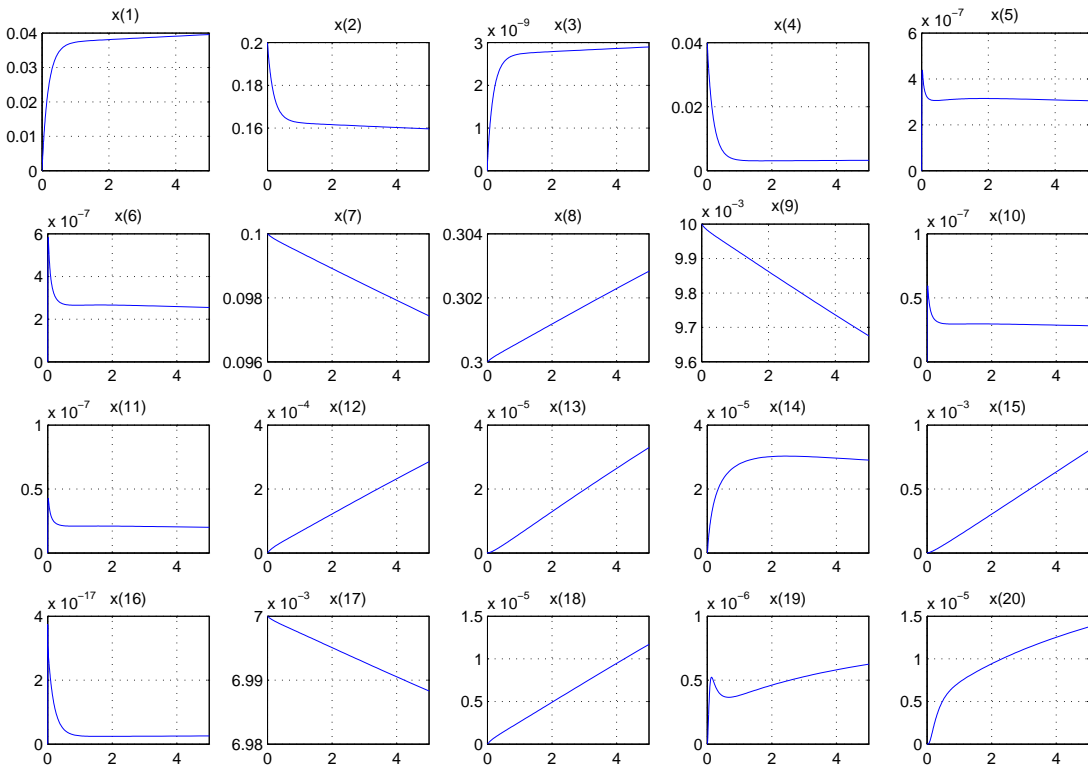 x(1)
0.04
0.03
0.02
0.01
0
0 2 4
x(2)
0.2
0.18
0.16
0 2 4
x 10⁻⁹ x(3)
3
2
1
0
0 2 4
x(4)
0.04
0.02
0
0 2 4
x 10⁻⁷ x(5)
6
4
2
0
0 2 4
x 10⁻⁷ x(6)
6
4
2
0
0 2 4
x(7)
0.1
0.098
0.096
0 2 4
x(8)
0.304
0.302
0.3
0 2 4
x 10⁻³ x(9)
10
9.9
9.8
9.7
9.6
0 2 4
x 10⁻⁷ x(10)
1
0.5
0
0 2 4
x 10⁻⁷ x(11)
1
0.5
0
0 2 4
x 10⁻⁴ x(12)
4
2
0
0 2 4
x 10⁻⁵ x(13)
4
2
0
0 2 4
x 10⁻⁵ x(14)
4
2
0
0 2 4
x 10⁻³ x(15)
1
0.5
0
0 2 4
x 10⁻¹⁷ x(16)
4
2
0
0 2 4
x 10⁻³ x(17)
7
6.99
6.98
0 2 4
x 10⁻⁵ x(18)
1.5
1
0.5
0
0 2 4
x 10⁻⁶ x(19)
1
0.5
0
0 2 4
x 10⁻⁵ x(20)
1.5
1
0.5
0
0 2 4